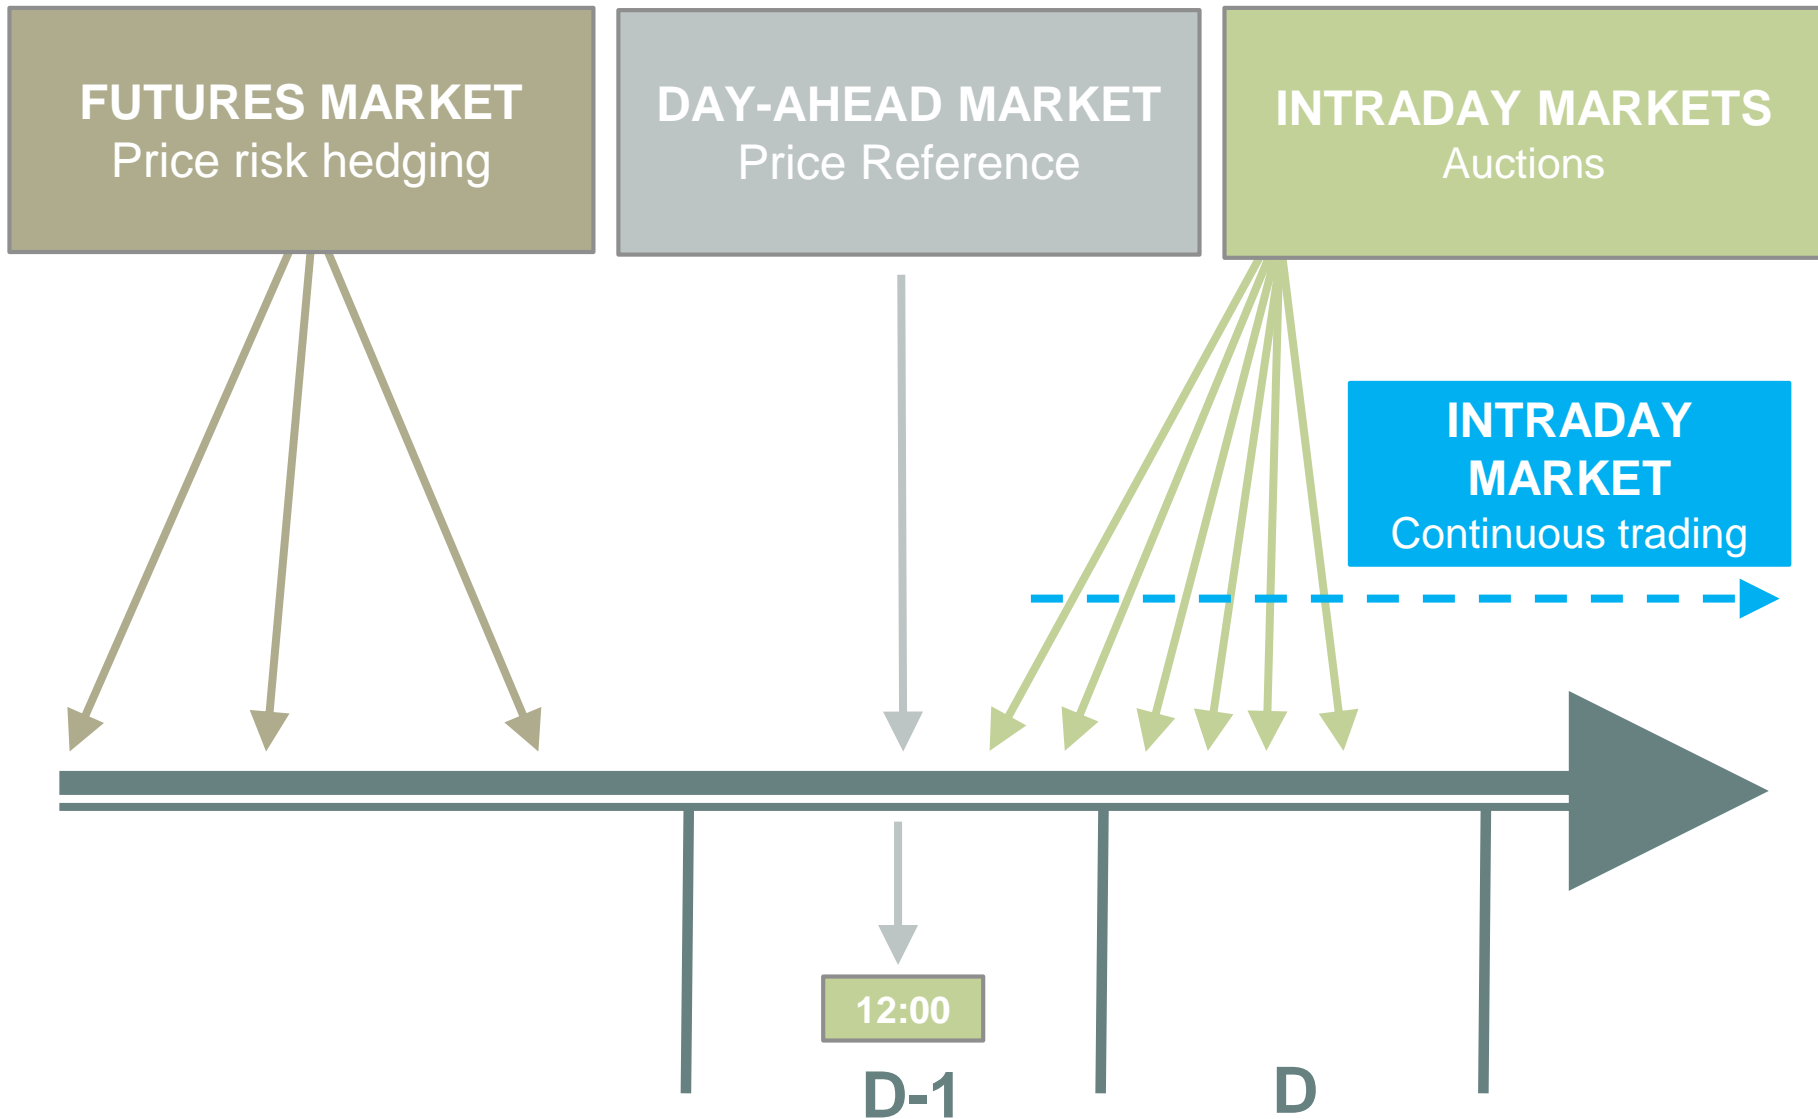 FUTURES MARKET
Price risk hedging
DAY-AHEAD MARKET
Price Reference
INTRADAY MARKETS
Auctions
INTRADAY
MARKET
Continuous trading
12:00
D-1
D